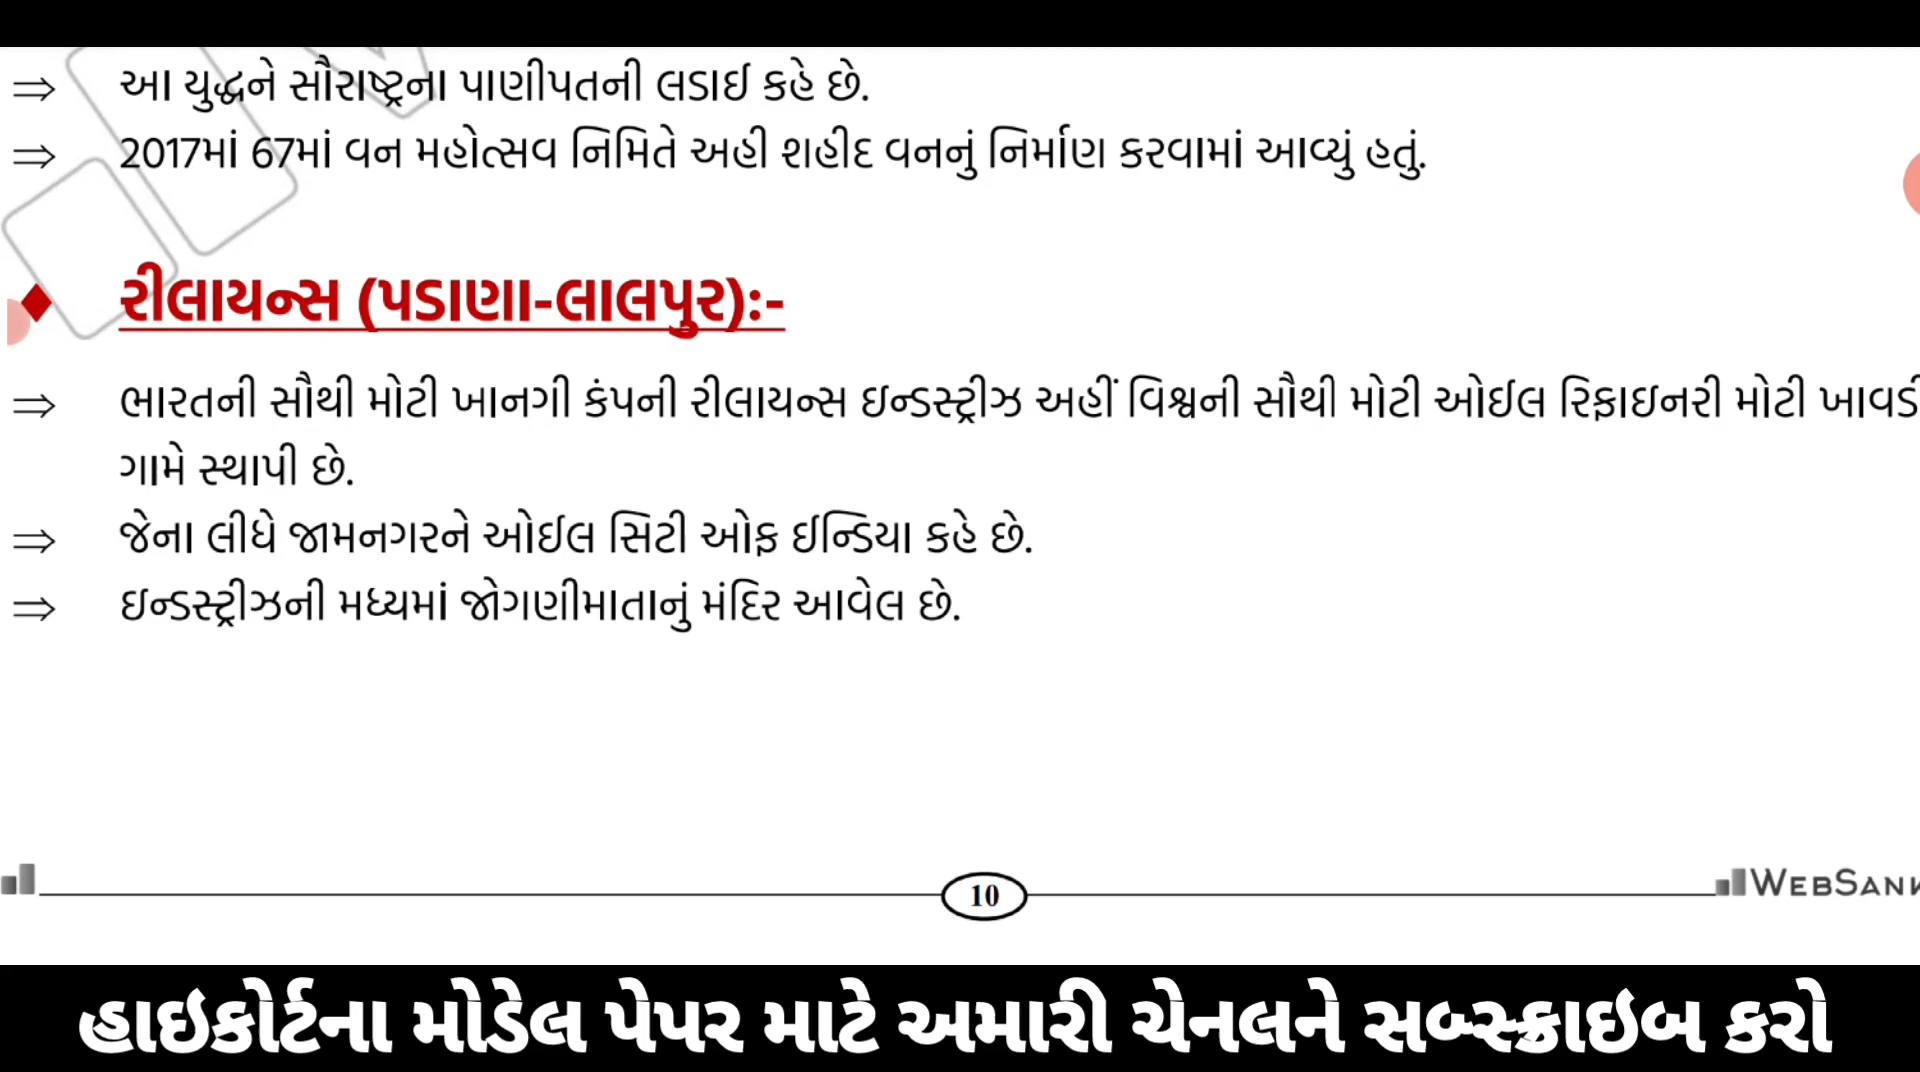 ⇒ આ યુદ્ધને સૌરાષ્ટ્રના પાણીપતની લડાઈ કહે છે.
⇒ 2017માં 67માં વન મહોત્સવ નિમિતે અહી શહીદ વનનું નિર્માણ કરવામાં આવ્યું હતું.
♦ રીલાયન્સ (પડાણા-લાલપુર):-
⇒ ભારતની સૌથી મોટી ખાનગી કંપની રીલાયન્સ ઇન્ડસ્ટ્રીઝ અહીં વિશ્વની સૌથી મોટી ઓઈલ રિફાઇનરી મોટી ખાવડી
ગામે સ્થાપી છે.
⇒ જેના લીધે જામનગરને ઓઈલ સિટી ઓફ ઈન્ડિયા કહે છે.
⇒ ઇન્ડસ્ટ્રીઝની મધ્યમાં જોગણીમાતાનું મંદિર આવેલ છે.
10
WEBSAN
હાઇકોર્ટના મોડેલ પેપર માટે અમારી ચેનલને સબ્સ્ક્રાઇબ કરો